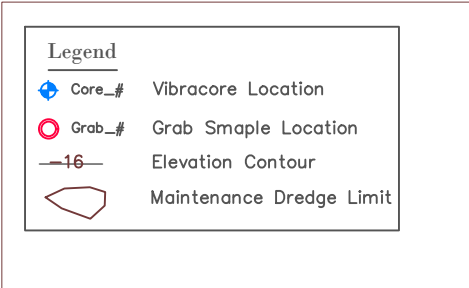 Legend
Core_# Vibracore Location
Grab_# Grab Smaple Location
-16 Elevation Contour
Maintenance Dredge Limit